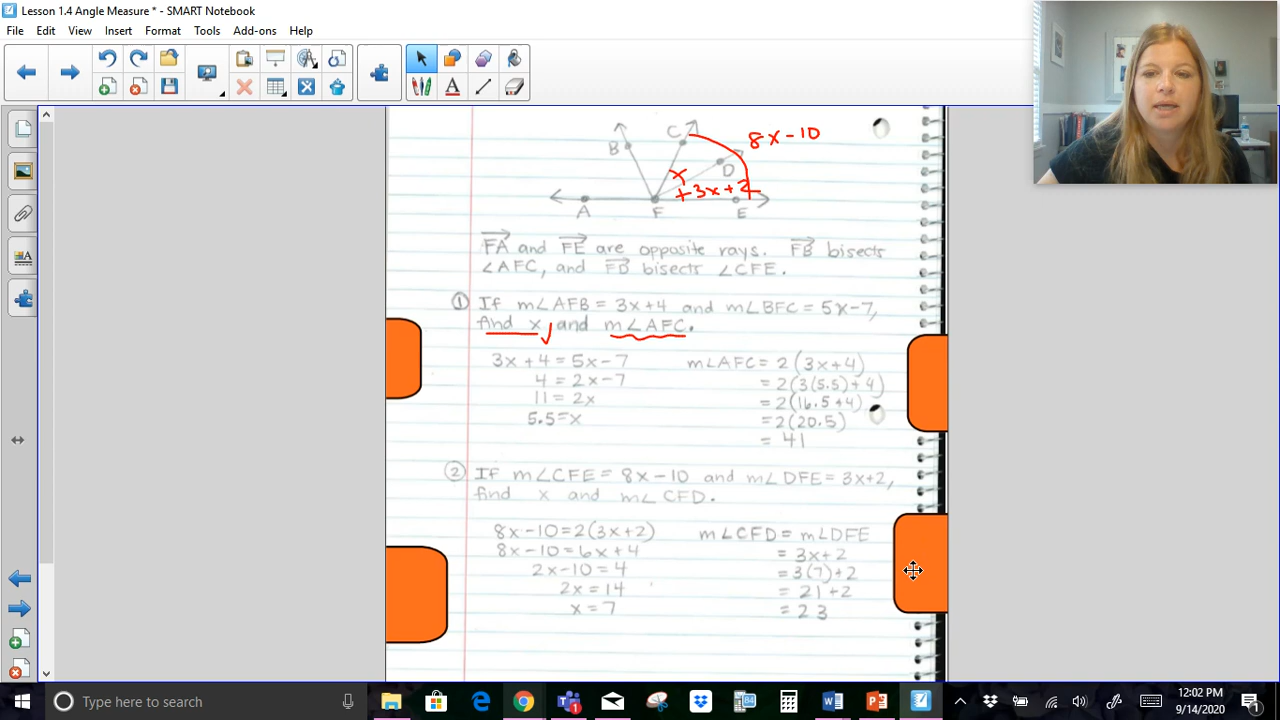 Lesson 1.4 Angle Measure * - SMART Notebook
File Edit View Insert Format Tools Add-ons Help
B C D 8x-10
x
+3x+2
A F E
FA and FE are opposite rays. FB bisects
∠AFC, and FD bisects ∠CFE.
① If m∠AFB = 3x+4 and m∠BFC = 5x-7,
find x and m∠AFC.
3x+4 = 5x-7
4 = 2x-7
11 = 2x
5.5=x
m∠AFC = 2(3x+4)
= 2(3(5.5)+4)
= 2(16.5+4)
= 2(20.5)
= 41
② If m∠CFE = 8x-10 and m∠DFE = 3x+2,
find x and m∠CFD.
8x-10=2(3x+2)
8x-10=6x+4
2x-10=4
2x=14
x=7
m∠CFD = m∠DFE
= 3x+2
= 3(7)+2
= 21+2
= 23
Type here to search
12:02 PM
9/14/2020